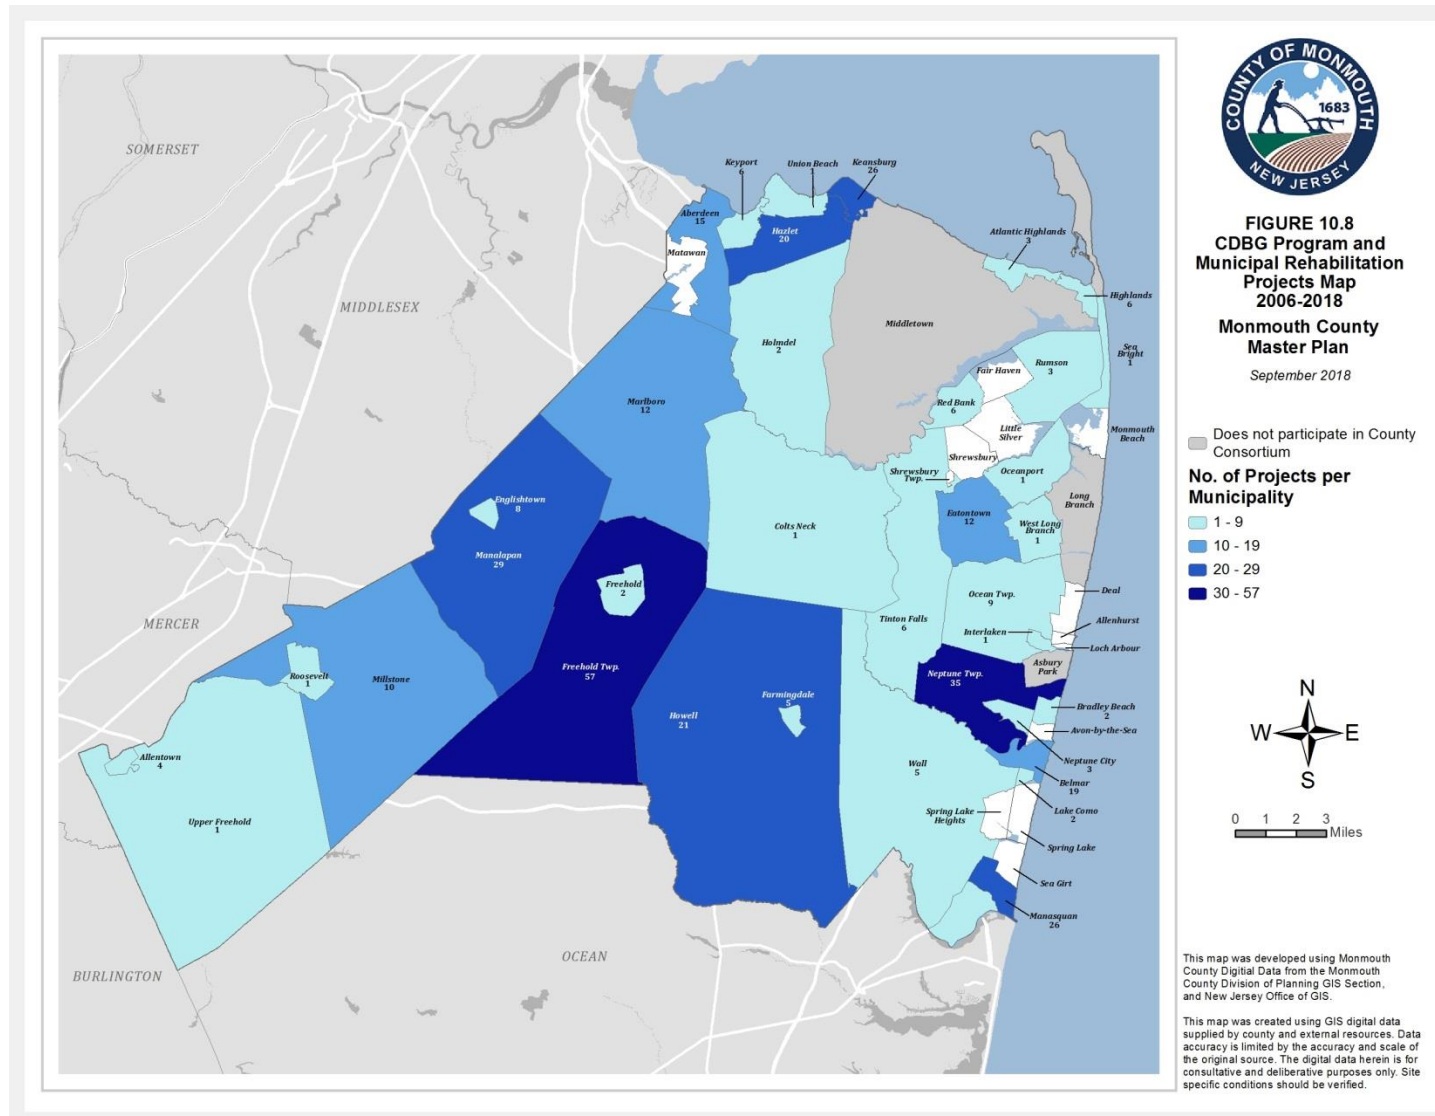 COUNTY OF MONMOUTH
1683
NEW JERSEY
FIGURE 10.8
CDBG Program and
Municipal Rehabilitation
Projects Map
2006-2018
Monmouth County
Master Plan
September 2018
Does not participate in County
Consortium
No. of Projects per
Municipality
1 - 9
10 - 19
20 - 29
30 - 57
N
W E
S
0 1 2 3
Miles
This map was developed using Monmouth
County Digitial Data from the Monmouth
County Division of Planning GIS Section,
and New Jersey Office of GIS.
This map was created using GIS digital data
supplied by county and external resources. Data
accuracy is limited by the accuracy and scale of
the original source. The digital data herein is for
consultative and deliberative purposes only. Site
specific conditions should be verified.
SOMERSET
MIDDLESEX
MERCER
BURLINGTON
OCEAN
Keyport
6
Union Beach
1
Keansburg
26
Aberdeen
15
Hazlet
20
Matawan
Atlantic Highlands
3
Highlands
6
Middletown
Holmdel
2
Sea
Bright
1
Rumson
3
Fair Haven
Red Bank
6
Marlboro
12
Little
Silver
Monmouth
Beach
Shrewsbury
Shrewsbury
Twp.
Oceanport
1
Long
Branch
Englishtown
8
Eatontown
12
West Long
Branch
1
Colts Neck
1
Manalapan
29
Freehold
2
Deal
Ocean Twp.
9
Allenhurst
Tinton Falls
6
Interlaken
1
Loch Arbour
Roosevelt
1
Millstone
10
Freehold Twp.
57
Asbury
Park
Neptune Twp.
35
Farmingdale
5
Bradley Beach
2
Howell
21
Avon-by-the-Sea
Allentown
4
Neptune City
3
Wall
5
Belmar
19
Upper Freehold
1
Spring Lake
Heights
Lake Como
2
Spring Lake
Sea Girt
Manasquan
26